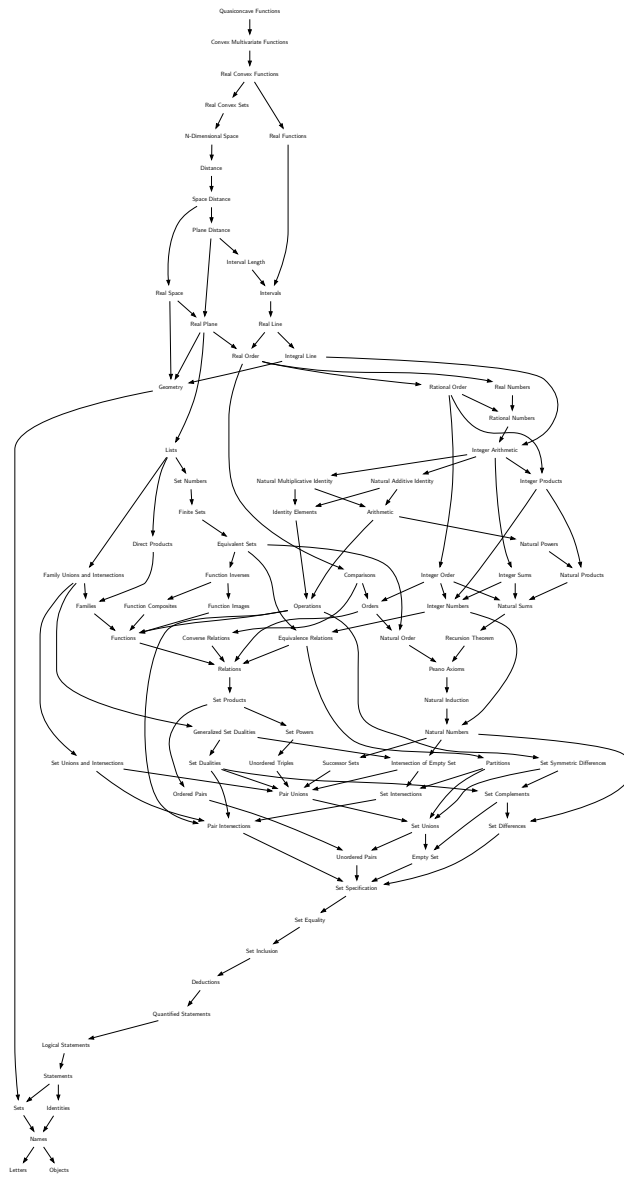 Quasiconcave Functions
Convex Multivariate Functions
Real Convex Functions
Real Convex Sets
N-Dimensional Space
Real Functions
Distance
Space Distance
Plane Distance
Interval Length
Real Space
Intervals
Real Plane
Real Line
Real Order
Integral Line
Geometry
Rational Order
Real Numbers
Rational Numbers
Lists
Integer Arithmetic
Set Numbers
Natural Multiplicative Identity
Natural Additive Identity
Integer Products
Finite Sets
Identity Elements
Arithmetic
Direct Products
Equivalent Sets
Natural Powers
Family Unions and Intersections
Function Inverses
Comparisons
Integer Order
Integer Sums
Natural Products
Families
Function Composites
Function Images
Operations
Orders
Integer Numbers
Natural Sums
Functions
Converse Relations
Equivalence Relations
Natural Order
Recursion Theorem
Relations
Peano Axioms
Set Products
Natural Induction
Generalized Set Dualities
Set Powers
Natural Numbers
Set Unions and Intersections
Set Dualities
Unordered Triples
Successor Sets
Intersection of Empty Set
Partitions
Set Symmetric Differences
Ordered Pairs
Pair Unions
Set Intersections
Set Complements
Pair Intersections
Set Unions
Set Differences
Unordered Pairs
Empty Set
Set Specification
Set Equality
Set Inclusion
Deductions
Quantified Statements
Logical Statements
Statements
Sets
Identities
Names
Letters
Objects